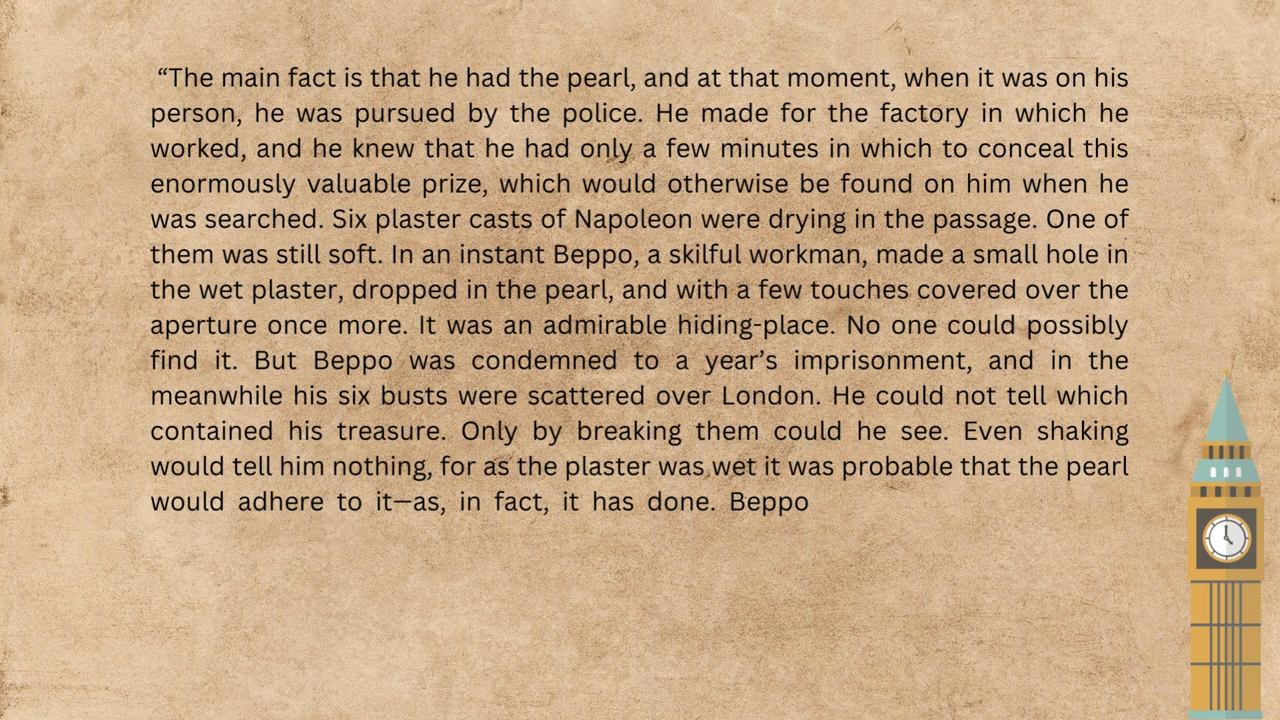 “The main fact is that he had the pearl, and at that moment, when it was on his
person, he was pursued by the police. He made for the factory in which he
worked, and he knew that he had only a few minutes in which to conceal this
enormously valuable prize, which would otherwise be found on him when he
was searched. Six plaster casts of Napoleon were drying in the passage. One of
them was still soft. In an instant Beppo, a skilful workman, made a small hole in
the wet plaster, dropped in the pearl, and with a few touches covered over the
aperture once more. It was an admirable hiding-place. No one could possibly
find it. But Beppo was condemned to a year’s imprisonment, and in the
meanwhile his six busts were scattered over London. He could not tell which
contained his treasure. Only by breaking them could he see. Even shaking
would tell him nothing, for as the plaster was wet it was probable that the pearl
would adhere to it—as, in fact, it has done. Beppo